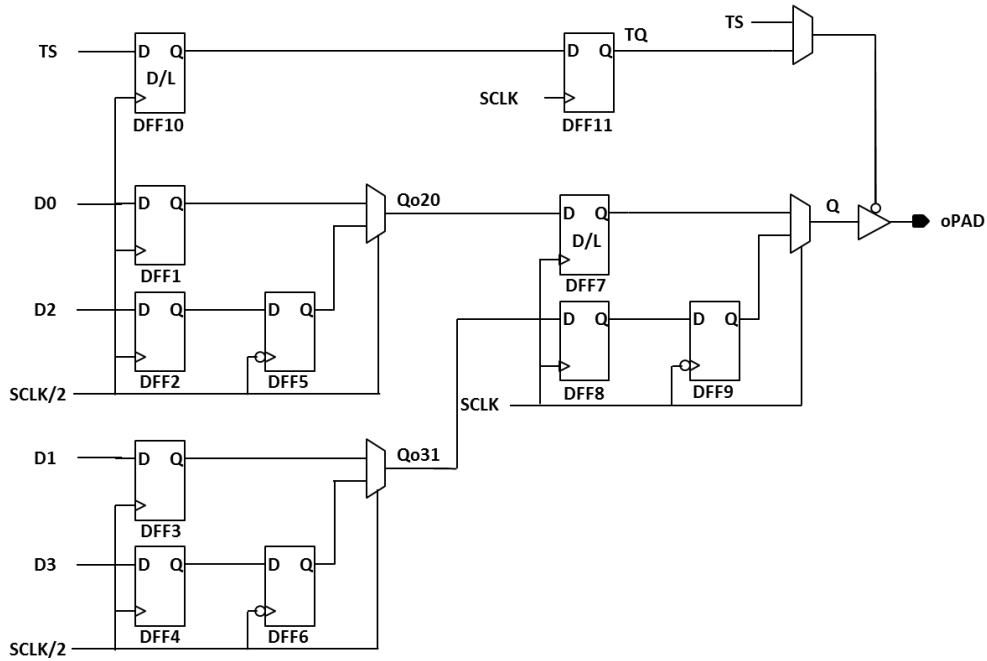 TS
TS
D Q
D Q
TQ
D/L
SCLK
DFF10
DFF11
D0
D Q
Qo20
D Q
Q
oPAD
D/L
DFF1
DFF7
D2
D Q
D Q
D Q
D Q
DFF2
DFF5
DFF8
DFF9
SCLK/2
SCLK
D1
D Q
Qo31
DFF3
D3
D Q
D Q
DFF4
DFF6
SCLK/2